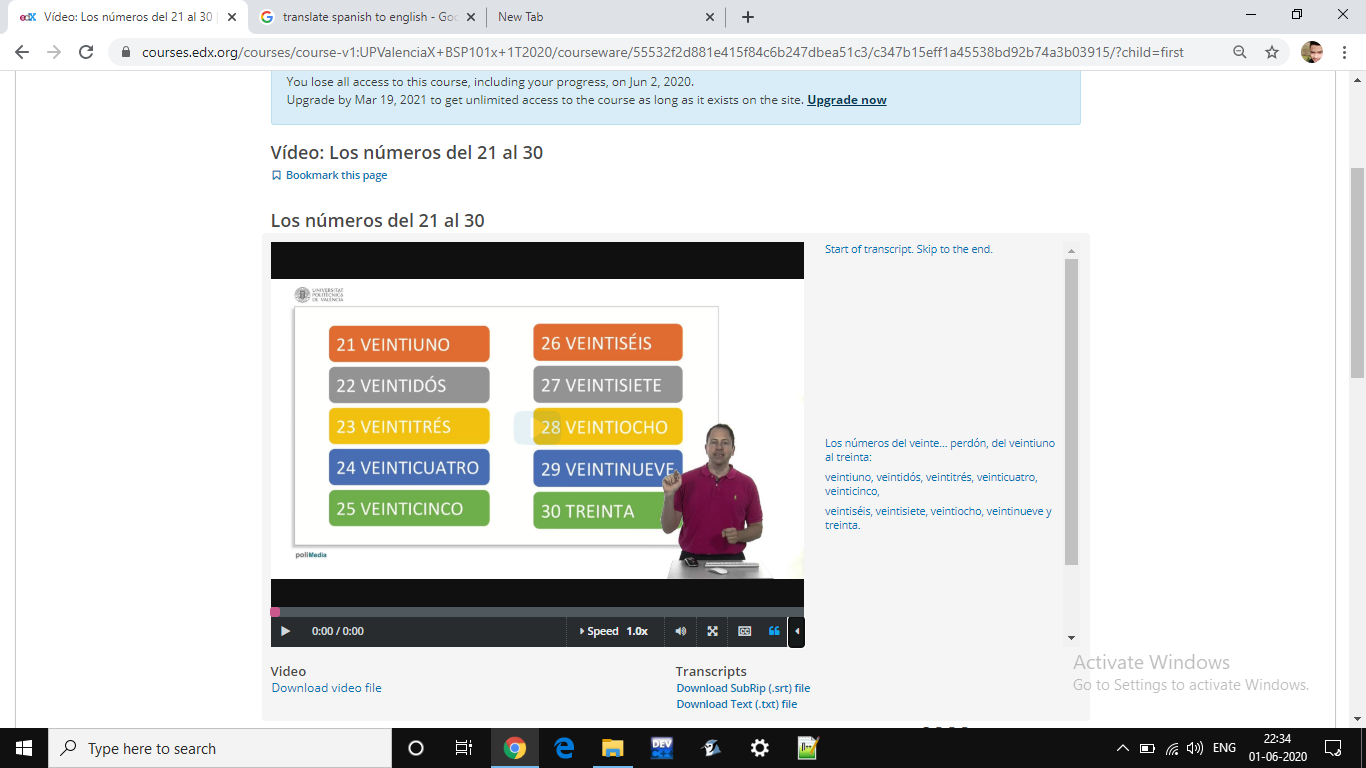 Vídeo: Los números del 21 al 30
translate spanish to english - Goo
New Tab
courses.edx.org/courses/course-v1:UPValenciaX+BSP101x+1T2020/courseware/55532f2d881e415f84c6b247dbea51c3/c347b15eff1a45538bd92b74a3b03915/?child=first
You lose all access to this course, including your progress, on Jun 2, 2020.
Upgrade by Mar 19, 2021 to get unlimited access to the course as long as it exists on the site. Upgrade now
Vídeo: Los números del 21 al 30
Bookmark this page
Los números del 21 al 30
UNIVERSITAT
POLITÈCNICA
DE VALÈNCIA
21 VEINTIUNO
22 VEINTIDÓS
23 VEINTITRÉS
24 VEINTICUATRO
25 VEINTICINCO
26 VEINTISÉIS
27 VEINTISIETE
28 VEINTIOCHO
29 VEINTINUEVE
30 TREINTA
poliMedia
Start of transcript. Skip to the end.
Los números del veinte... perdón, del veintiuno
al treinta:
veintiuno, veintidós, veintitrés, veinticuatro,
veinticinco,
veintiséis, veintisiete, veintiocho, veintinueve y
treinta.
0:00 / 0:00
Speed 1.0x
CC
Video
Download video file
Transcripts
Download SubRip (.srt) file
Download Text (.txt) file
Activate Windows
Go to Settings to activate Windows.
Type here to search
DEV
ENG
22:34
01-06-2020